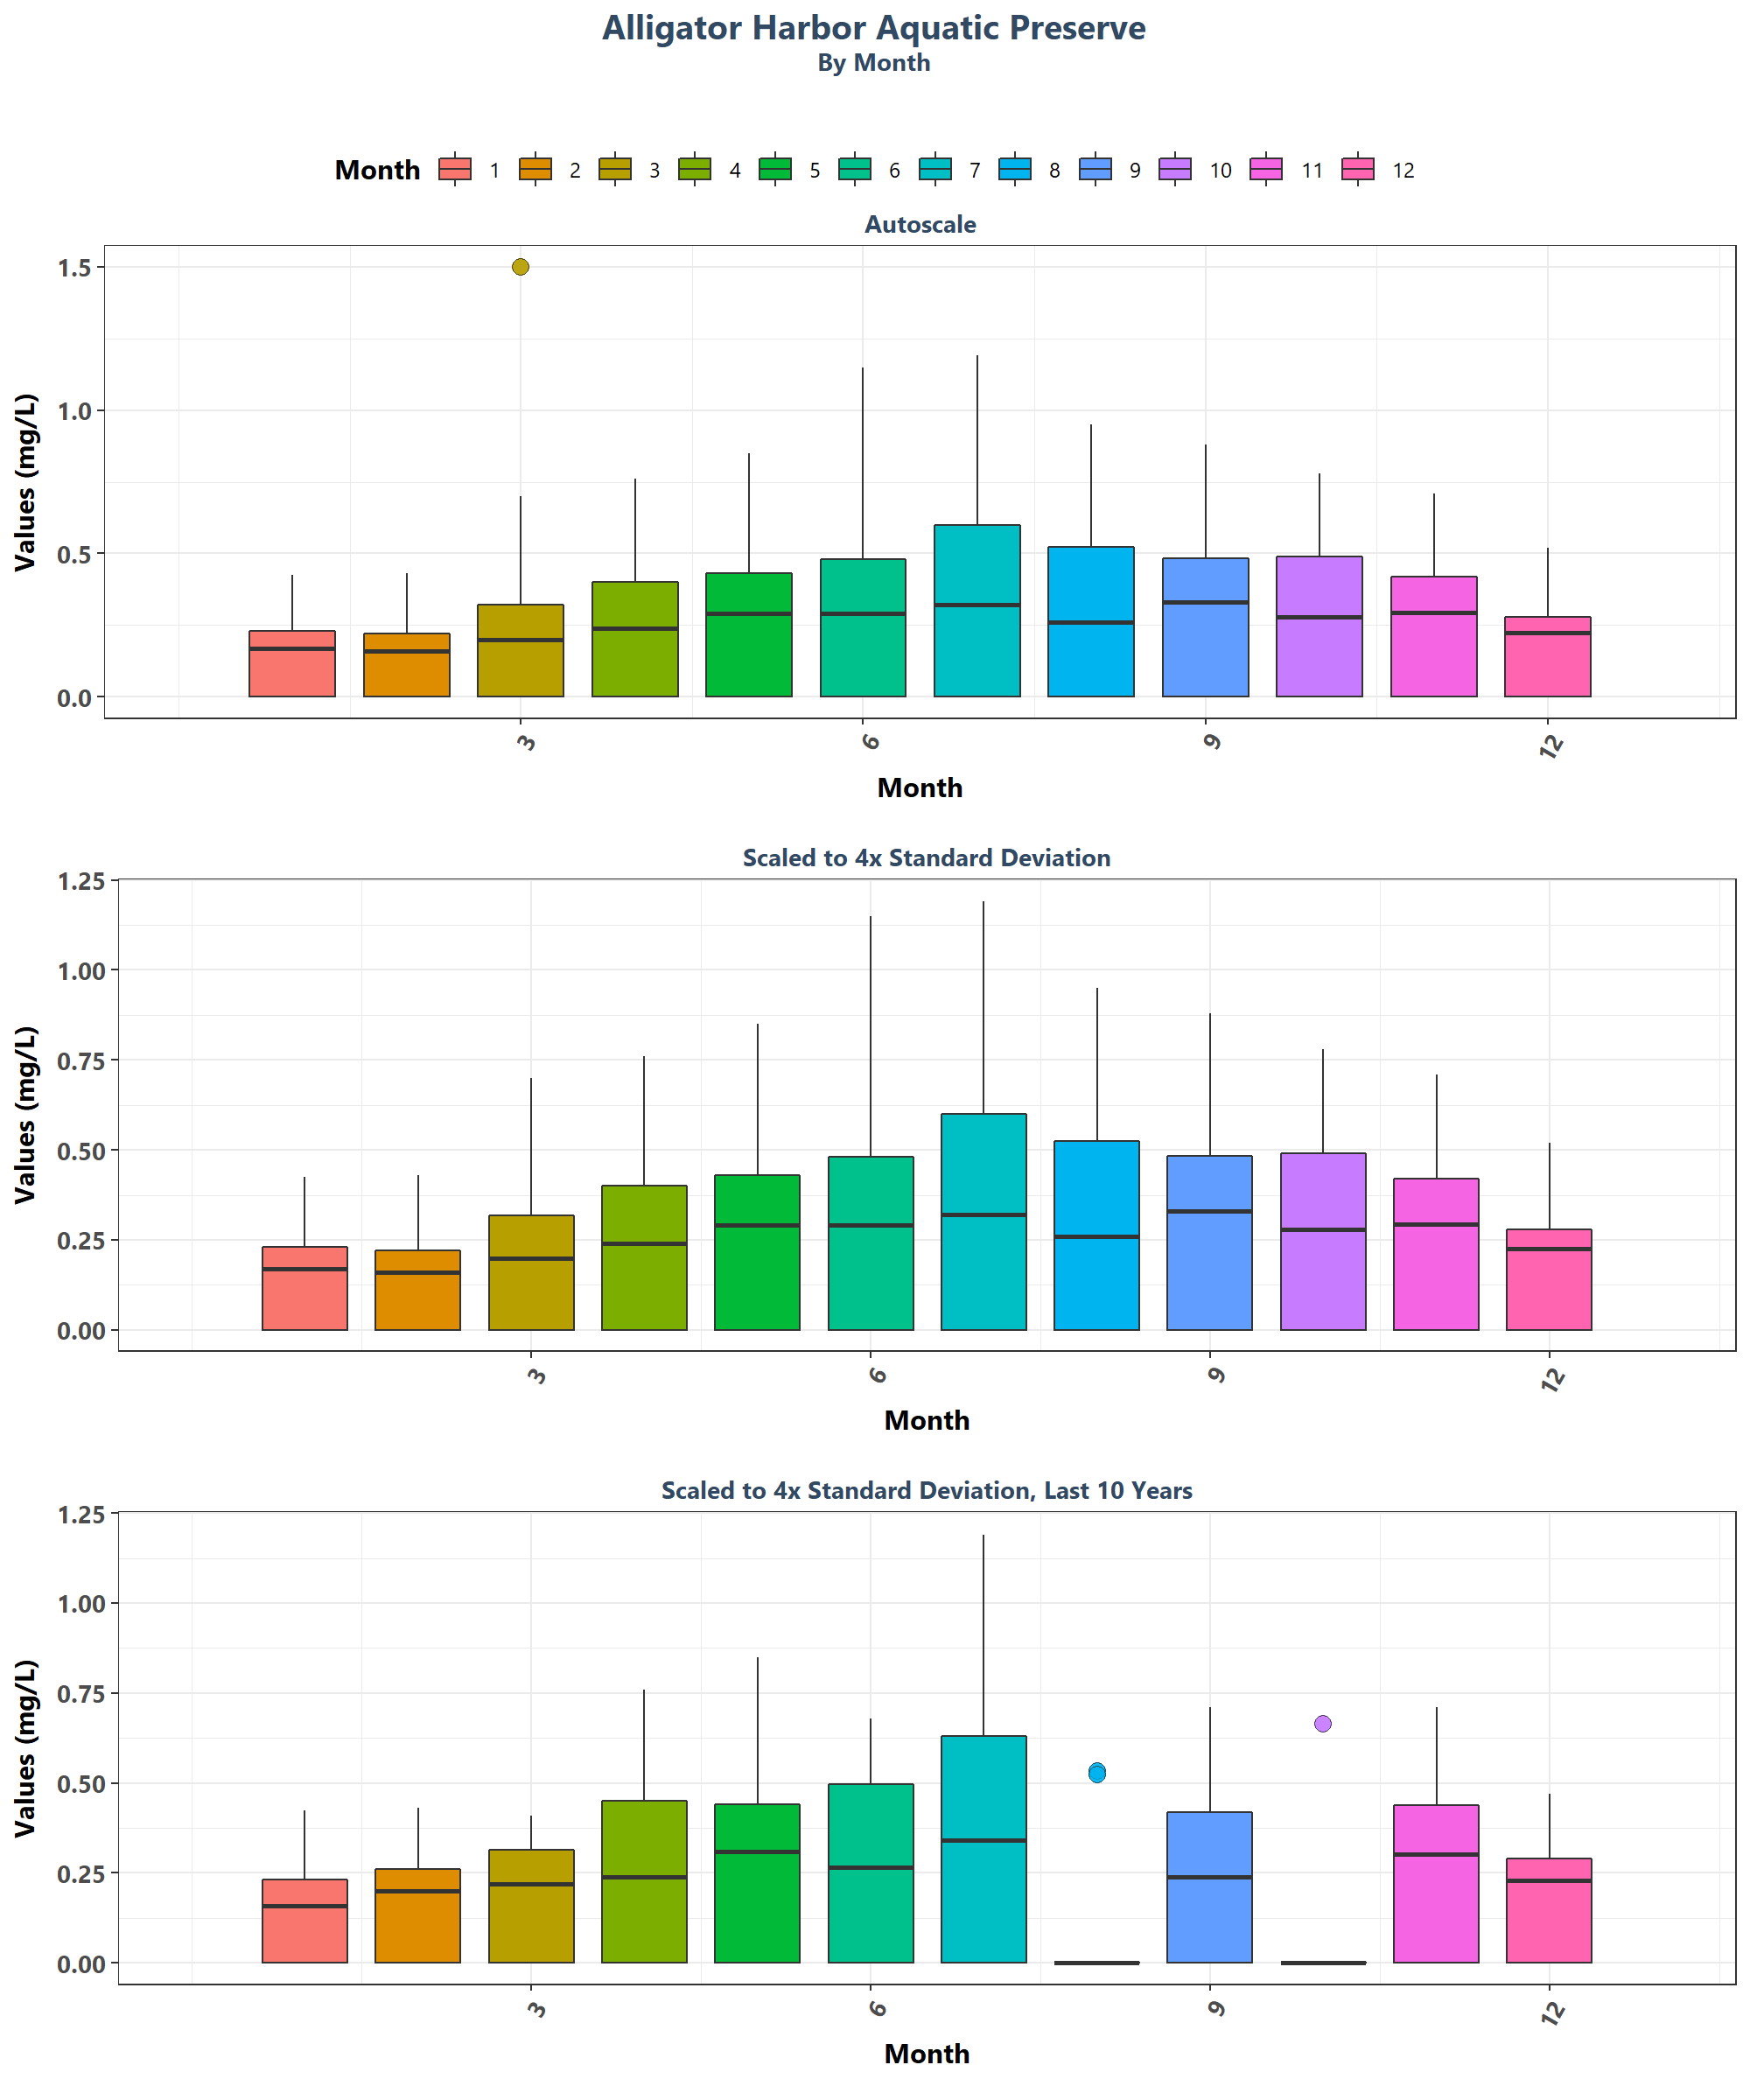 Alligator Harbor Aquatic Preserve
By Month
Month 1 2 3 4 5 6 7 8 9 10 11 12
Autoscale
Values (mg/L)
1.5
1.0
0.5
0.0
3 6 9 12
Month
Scaled to 4x Standard Deviation
Values (mg/L)
1.25
1.00
0.75
0.50
0.25
0.00
3 6 9 12
Month
Scaled to 4x Standard Deviation, Last 10 Years
Values (mg/L)
1.25
1.00
0.75
0.50
0.25
0.00
3 6 9 12
Month